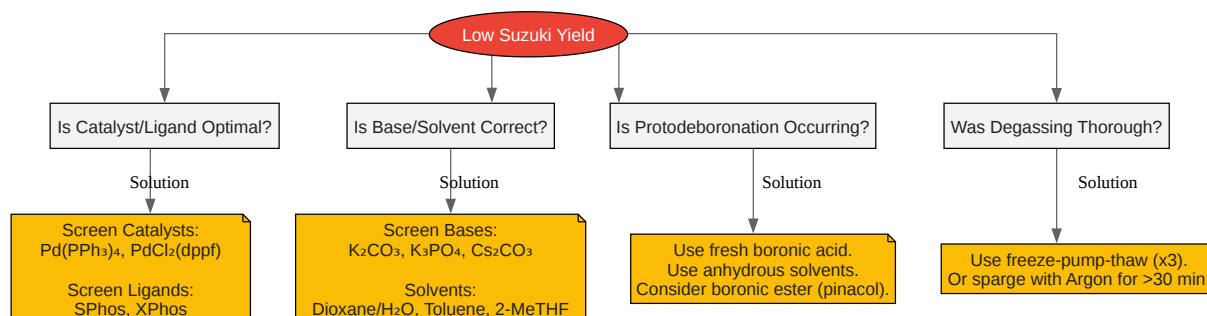 Low Suzuki Yield
Is Catalyst/Ligand Optimal?
Is Base/Solvent Correct?
Is Protodeboronation Occurring?
Was Degassing Thorough?
Solution
Solution
Solution
Solution
Screen Catalysts:
Pd(PPh₃)₄, PdCl₂(dppf)
Screen Ligands:
SPhos, XPhos
Screen Bases:
K₂CO₃, K₃PO₄, Cs₂CO₃
Solvents:
Dioxane/H₂O, Toluene, 2-MeTHF
Use fresh boronic acid.
Use anhydrous solvents.
Consider boronic ester (pinacol).
Use freeze-pump-thaw (x3).
Or sparge with Argon for >30 min